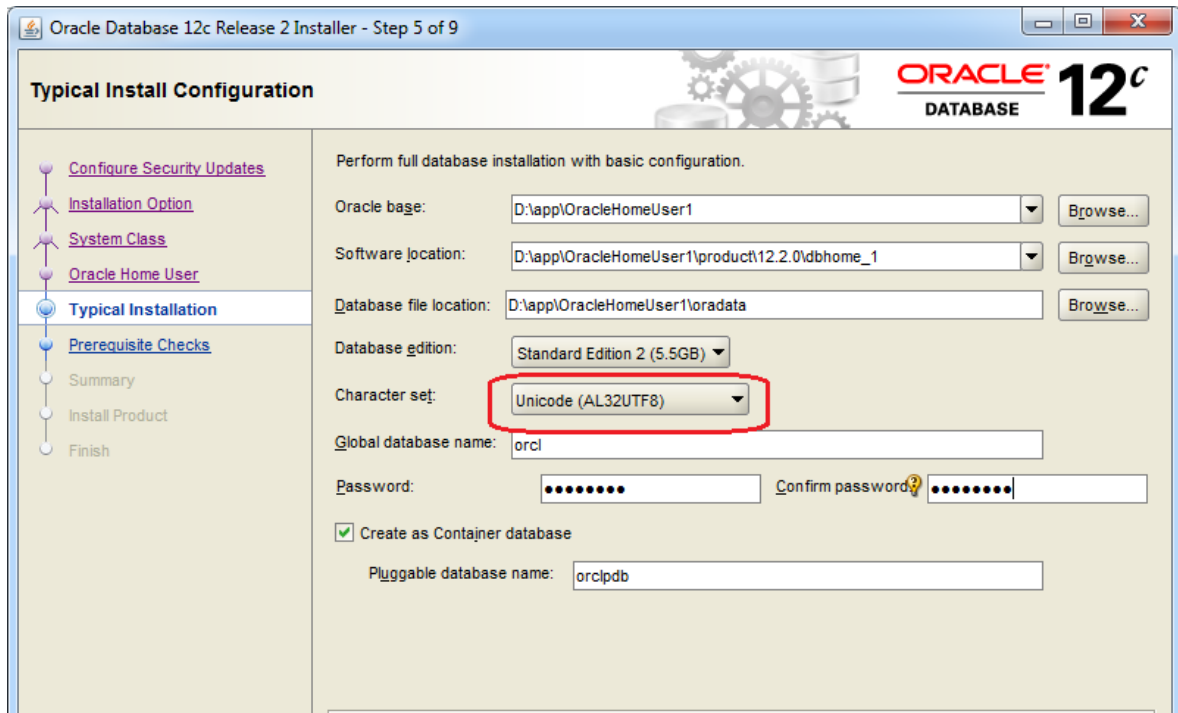 Oracle Database 12c Release 2 Installer - Step 5 of 9
Typical Install Configuration
ORACLE DATABASE 12c
Configure Security Updates
Installation Option
System Class
Oracle Home User
Typical Installation
Prerequisite Checks
Summary
Install Product
Finish
Perform full database installation with basic configuration.
Oracle base: D:\app\OracleHomeUser1 Browse...
Software location: D:\app\OracleHomeUser1\product\12.2.0\dbhome_1 Browse...
Database file location: D:\app\OracleHomeUser1\oradata Browse...
Database edition: Standard Edition 2 (5.5GB)
Character set: Unicode (AL32UTF8)
Global database name: orcl
Password: •••••••• Confirm password: ••••••••
Create as Container database
Pluggable database name: orclpdb